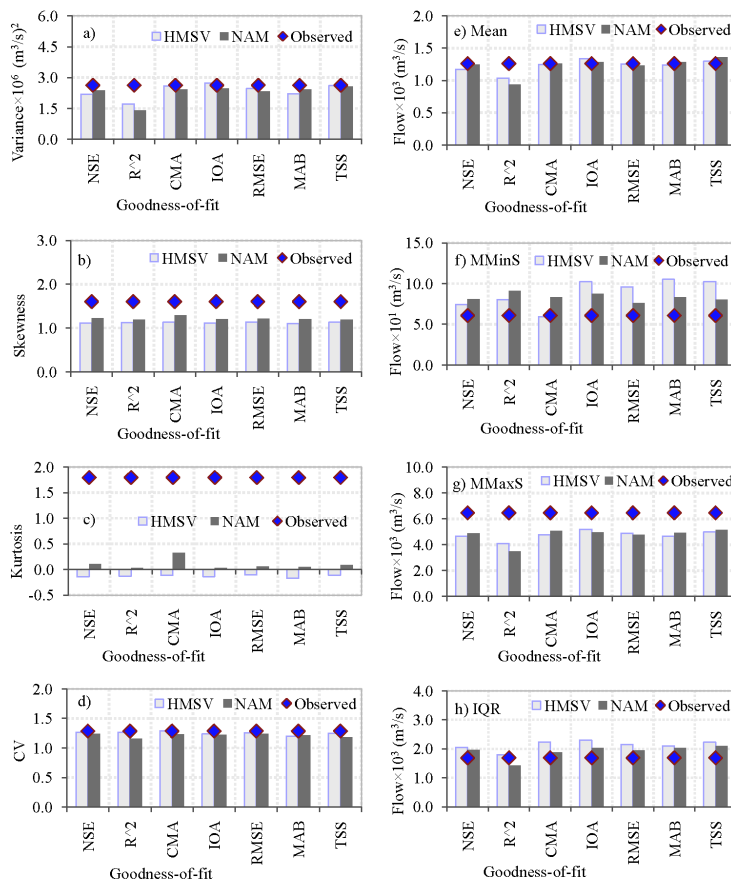 a)
HMSV NAM Observed
Variance×10⁶ (m³/s)²
6.0
4.5
3.0
1.5
0.0
NSE
R^2
CMA
IOA
RMSE
MAB
TSS
Goodness-of-fit
b)
HMSV NAM Observed
Skewness
3.0
2.0
1.0
0.0
NSE
R^2
CMA
IOA
RMSE
MAB
TSS
Goodness-of-fit
c)
HMSV NAM Observed
Kurtosis
2.0
1.5
1.0
0.5
0.0
-0.5
NSE
R^2
CMA
IOA
RMSE
MAB
TSS
Goodness-of-fit
d)
HMSV NAM Observed
CV
2.0
1.5
1.0
0.5
0.0
NSE
R^2
CMA
IOA
RMSE
MAB
TSS
Goodness-of-fit
e) Mean
HMSV NAM Observed
Flow×10³ (m³/s)
2.0
1.5
1.0
0.5
0.0
NSE
R^2
CMA
IOA
RMSE
MAB
TSS
Goodness-of-fit
f) MMinS
HMSV NAM Observed
Flow×10¹ (m³/s)
15.0
10.0
5.0
0.0
NSE
R^2
CMA
IOA
RMSE
MAB
TSS
Goodness-of-fit
g) MMaxS
HMSV NAM Observed
Flow×10³ (m³/s)
10.0
8.0
6.0
4.0
2.0
0.0
NSE
R^2
CMA
IOA
RMSE
MAB
TSS
Goodness-of-fit
h) IQR
HMSV NAM Observed
Flow×10³ (m³/s)
4.0
3.0
2.0
1.0
0.0
NSE
R^2
CMA
IOA
RMSE
MAB
TSS
Goodness-of-fit